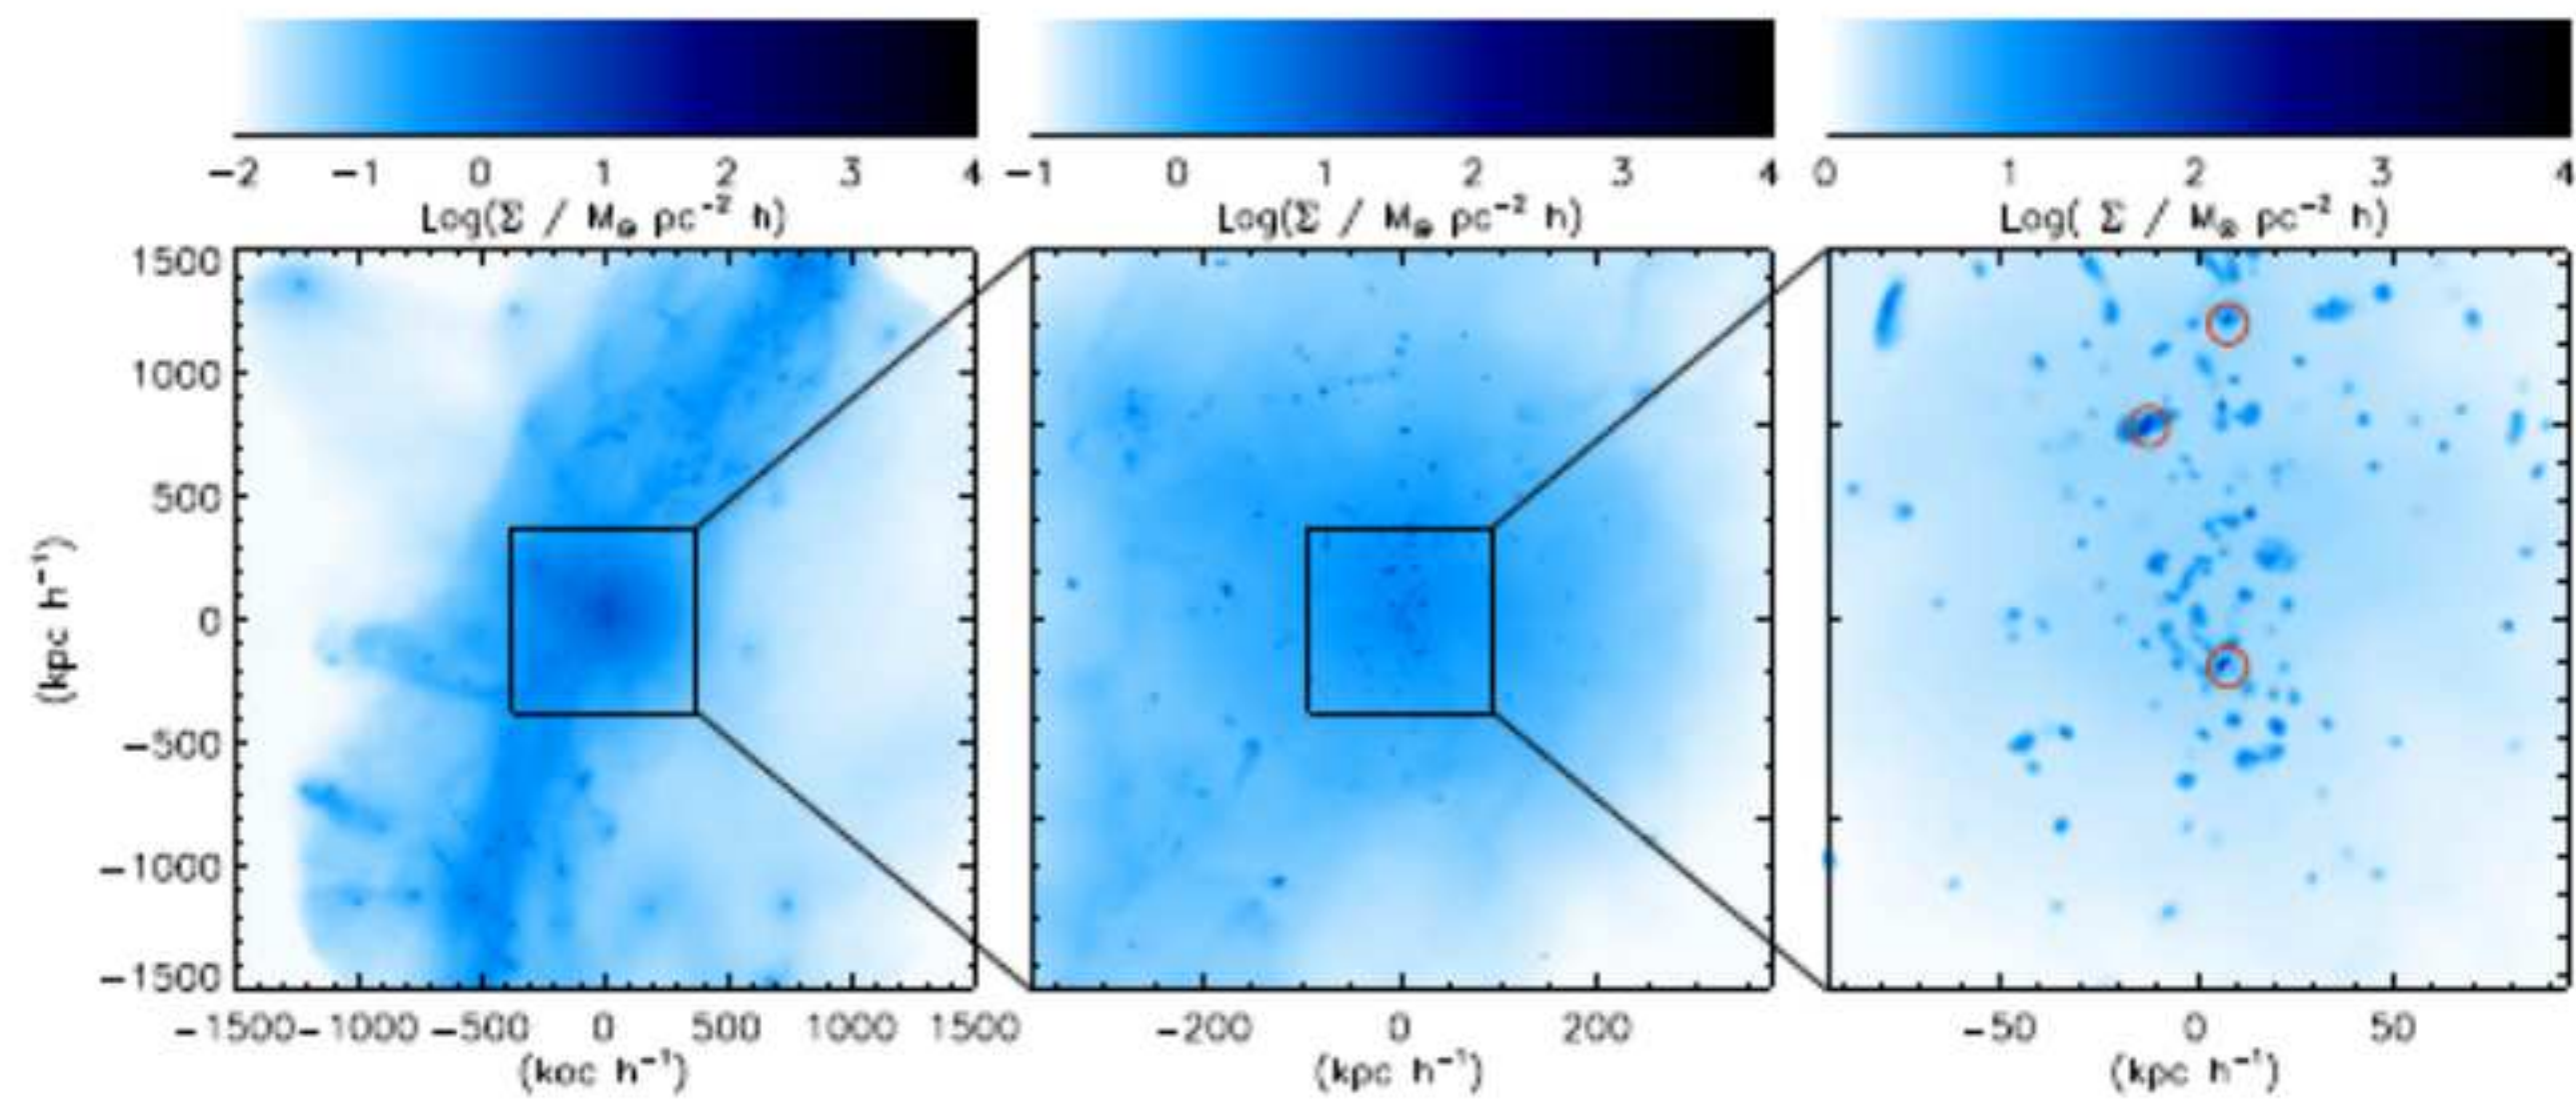 −2 −1 0 1 2 3 4
Log(Σ / M⊙ pc⁻² h)
−1 0 1 2 3 4
Log(Σ / M⊙ pc⁻² h)
0 1 2 3 4
Log( Σ / M⊙ pc⁻² h)
1500
1000
500
0
−500
−1000
−1500
(kpc h⁻¹)
−1500 −1000 −500 0 500 1000 1500
(kpc h⁻¹)
−200 0 200
(kpc h⁻¹)
−50 0 50
(kpc h⁻¹)